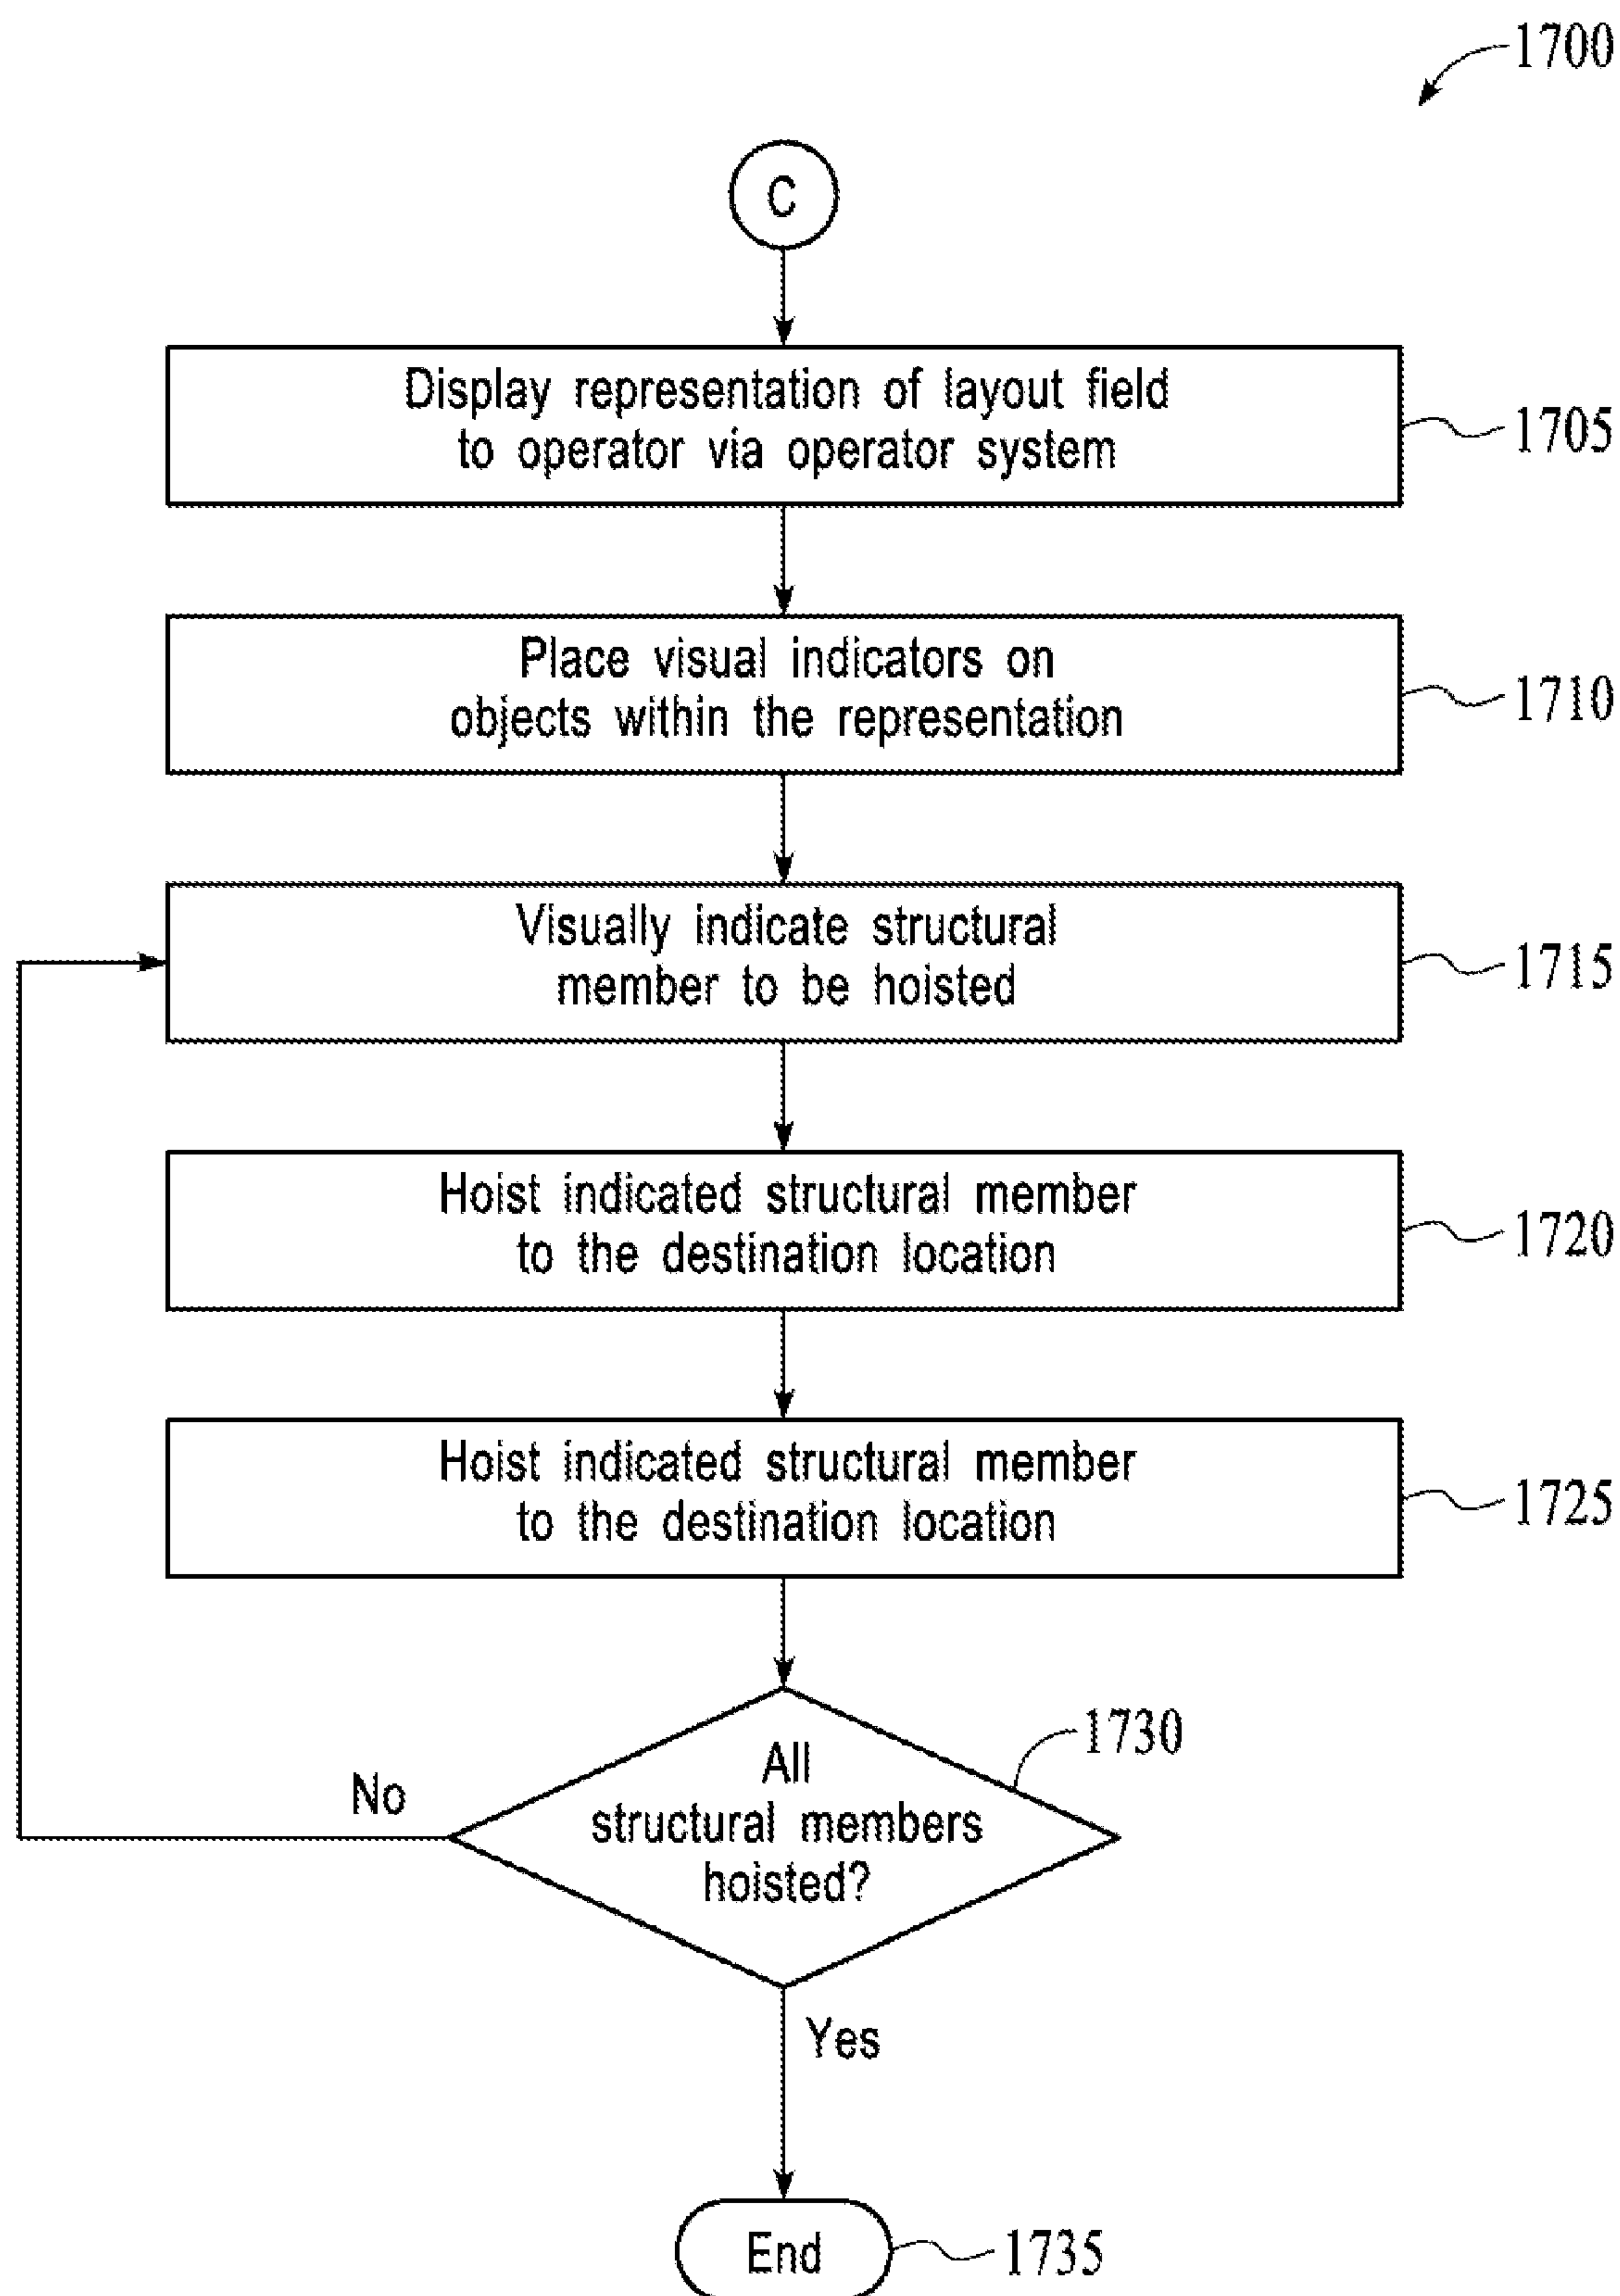 1700
C
Display representation of layout field
to operator via operator system
1705
Place visual indicators on
objects within the representation
1710
Visually indicate structural
member to be hoisted
1715
Hoist indicated structural member
to the destination location
1720
Hoist indicated structural member
to the destination location
1725
1730
All
structural members
hoisted?
No
Yes
End
1735